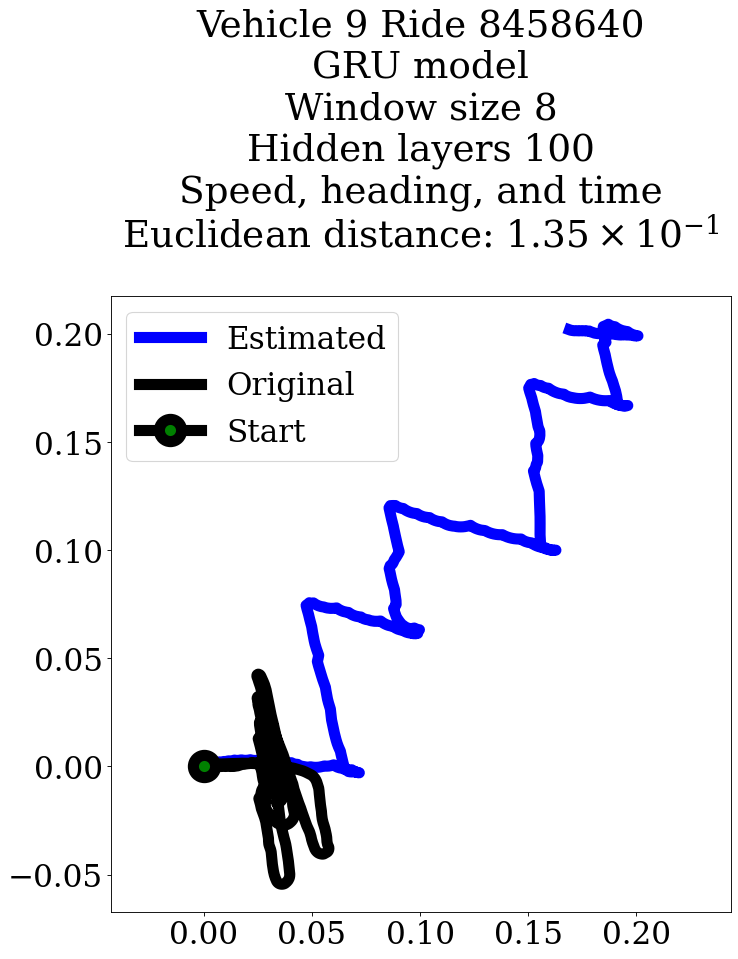 Vehicle 9 Ride 8458640
GRU model
Window size 8
Hidden layers 100
Speed, heading, and time
Euclidean distance: 1.35 × 10⁻¹
Estimated
Original
Start
0.20
0.15
0.10
0.05
0.00
−0.05
0.00 0.05 0.10 0.15 0.20